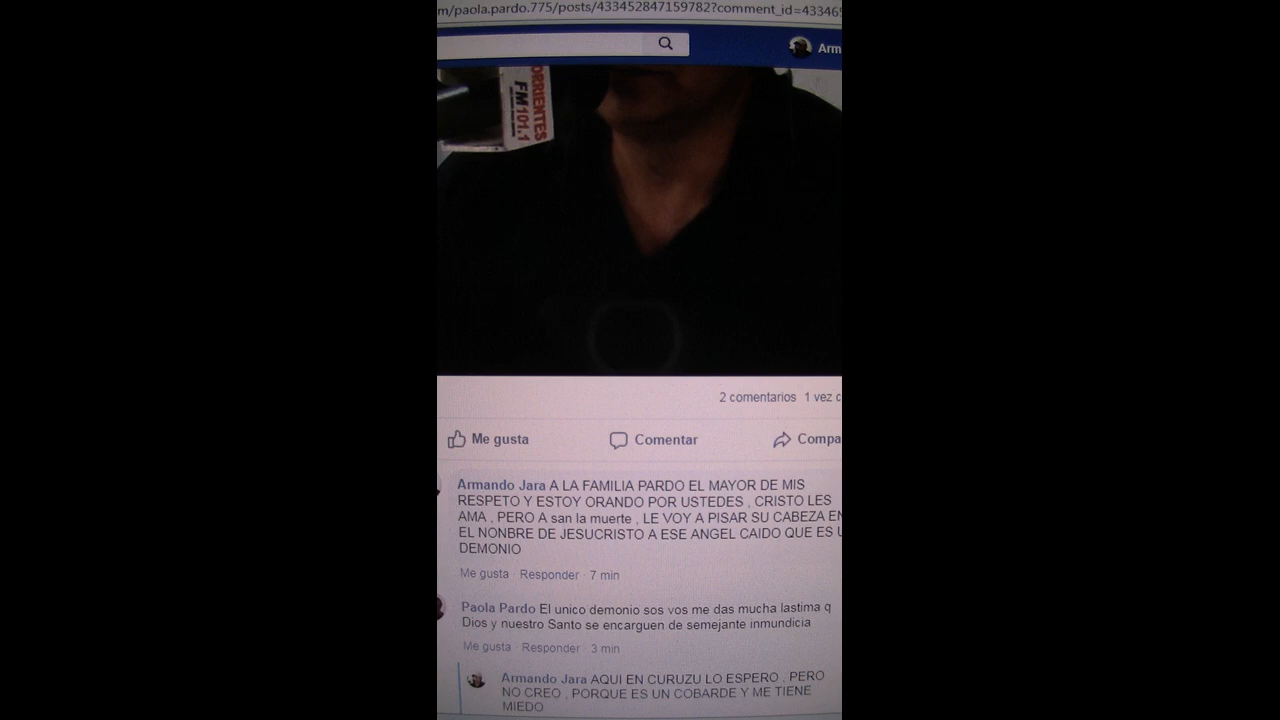 m/paola.pardo.775/posts/433452847159782?comment_id=43346
Arm
ORRIENTES
FM 101.1
2 comentarios 1 vez c
Me gusta Comentar Compa
Armando Jara A LA FAMILIA PARDO EL MAYOR DE MIS
RESPETO Y ESTOY ORANDO POR USTEDES , CRISTO LES
AMA , PERO A san la muerte , LE VOY A PISAR SU CABEZA EN
EL NONBRE DE JESUCRISTO A ESE ANGEL CAIDO QUE ES U
DEMONIO
Me gusta · Responder · 7 min
Paola Pardo El unico demonio sos vos me das mucha lastima q
Dios y nuestro Santo se encarguen de semejante inmundicia
Me gusta · Responder · 3 min
Armando Jara AQUI EN CURUZU LO ESPERO , PERO
NO CREO , PORQUE ES UN COBARDE Y ME TIENE
MIEDO